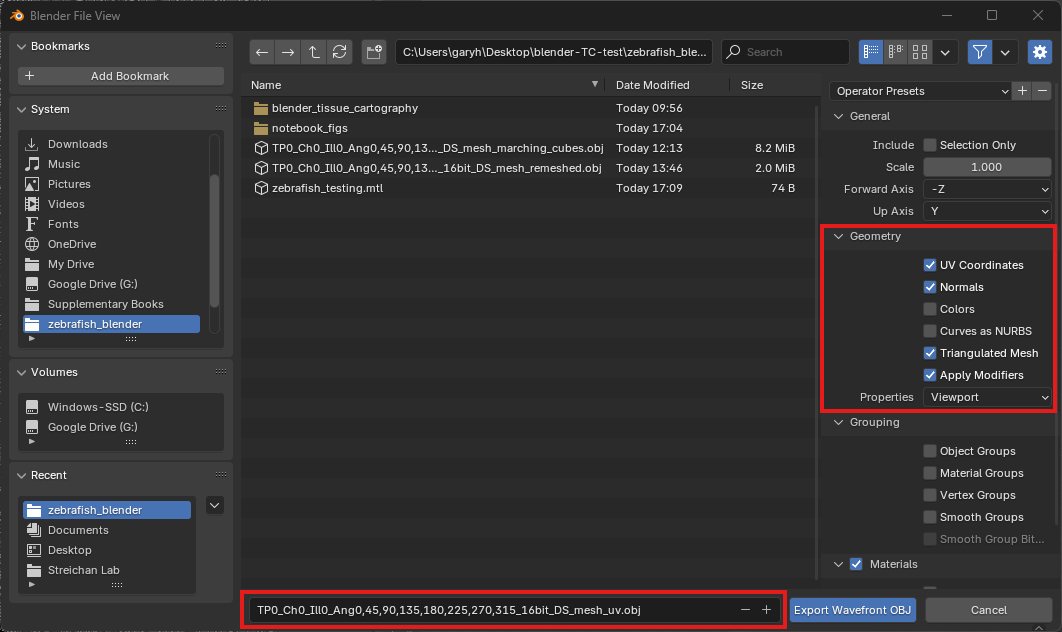 Blender File View
Bookmarks
Add Bookmark
System
Downloads
Music
Pictures
Videos
Fonts
OneDrive
My Drive
Google Drive (G:)
Supplementary Books
zebrafish_blender
Volumes
Windows-SSD (C:)
Google Drive (G:)
Recent
zebrafish_blender
Documents
Desktop
Streichan Lab
C:\Users\garyh\Desktop\blender-TC-test\zebrafish_ble...
Search
Name Date Modified Size
blender_tissue_cartography Today 09:56
notebook_figs Today 17:04
TP0_Ch0_Ill0_Ang0,45,90,13..._DS_mesh_marching_cubes.obj Today 12:13 8.2 MiB
TP0_Ch0_Ill0_Ang0,45,90,13..._16bit_DS_mesh_remeshed.obj Today 13:46 2.0 MiB
zebrafish_testing.mtl Today 17:09 74 B
Operator Presets
General
Include Selection Only
Scale 1.000
Forward Axis -Z
Up Axis Y
Geometry
UV Coordinates
Normals
Colors
Curves as NURBS
Triangulated Mesh
Apply Modifiers
Properties Viewport
Grouping
Object Groups
Material Groups
Vertex Groups
Smooth Groups
Smooth Group Bit...
Materials
TP0_Ch0_Ill0_Ang0,45,90,135,180,225,270,315_16bit_DS_mesh_uv.obj
Export Wavefront OBJ
Cancel